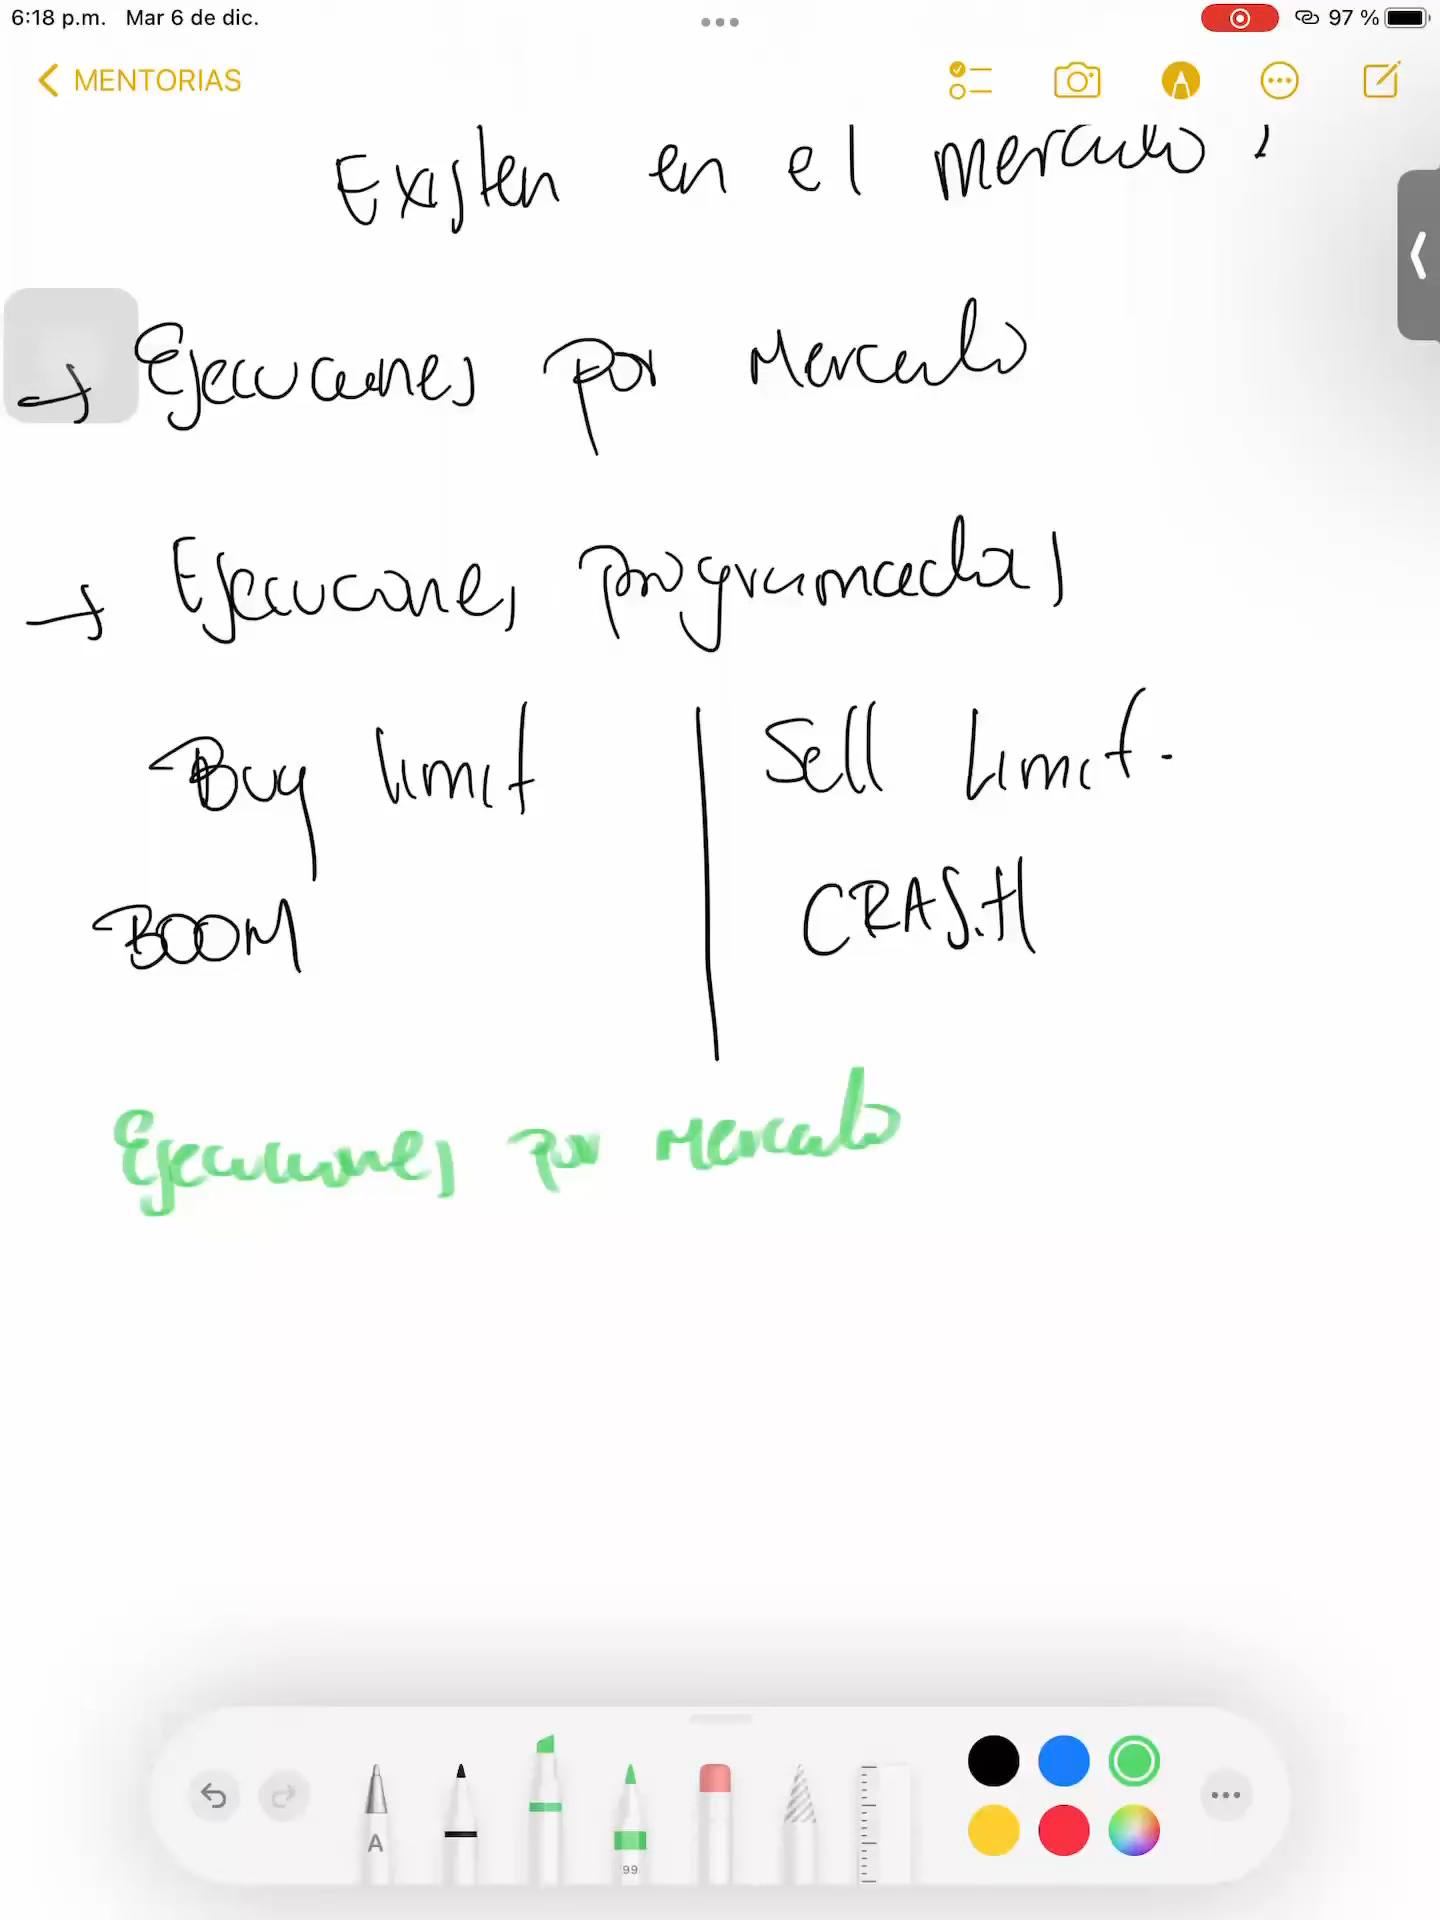 6:18 p.m. Mar 6 de dic. 97 %
MENTORIAS
Existen en el mercado:
→ Ejecuciones por Mercado
→ Ejecuciones programadas
Buy Limit | Sell Limit.
BOOM | CRASH
Ejecuciones por Mercado
A
99